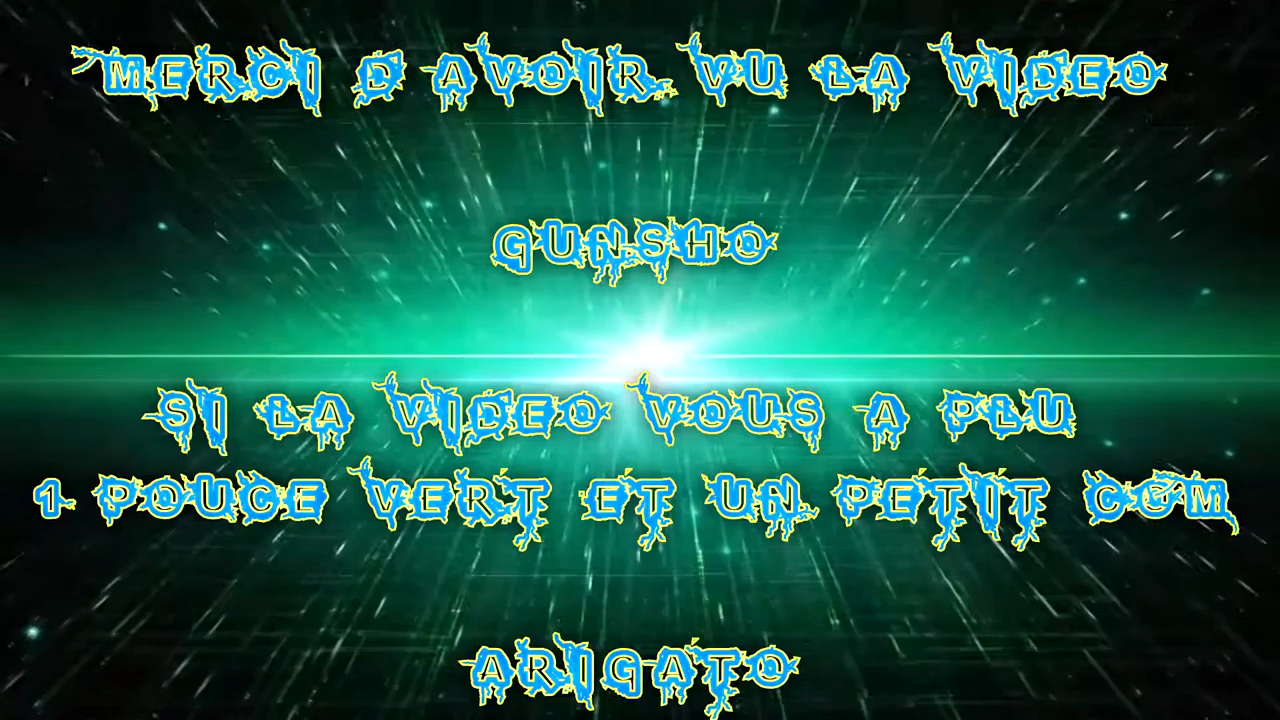 MERCI D AVOIR VU LA VIDEO
GUNSHO
SI LA VIDEO VOUS A PLU
1 POUCE VERT ET UN PETIT COM
ARIGATO